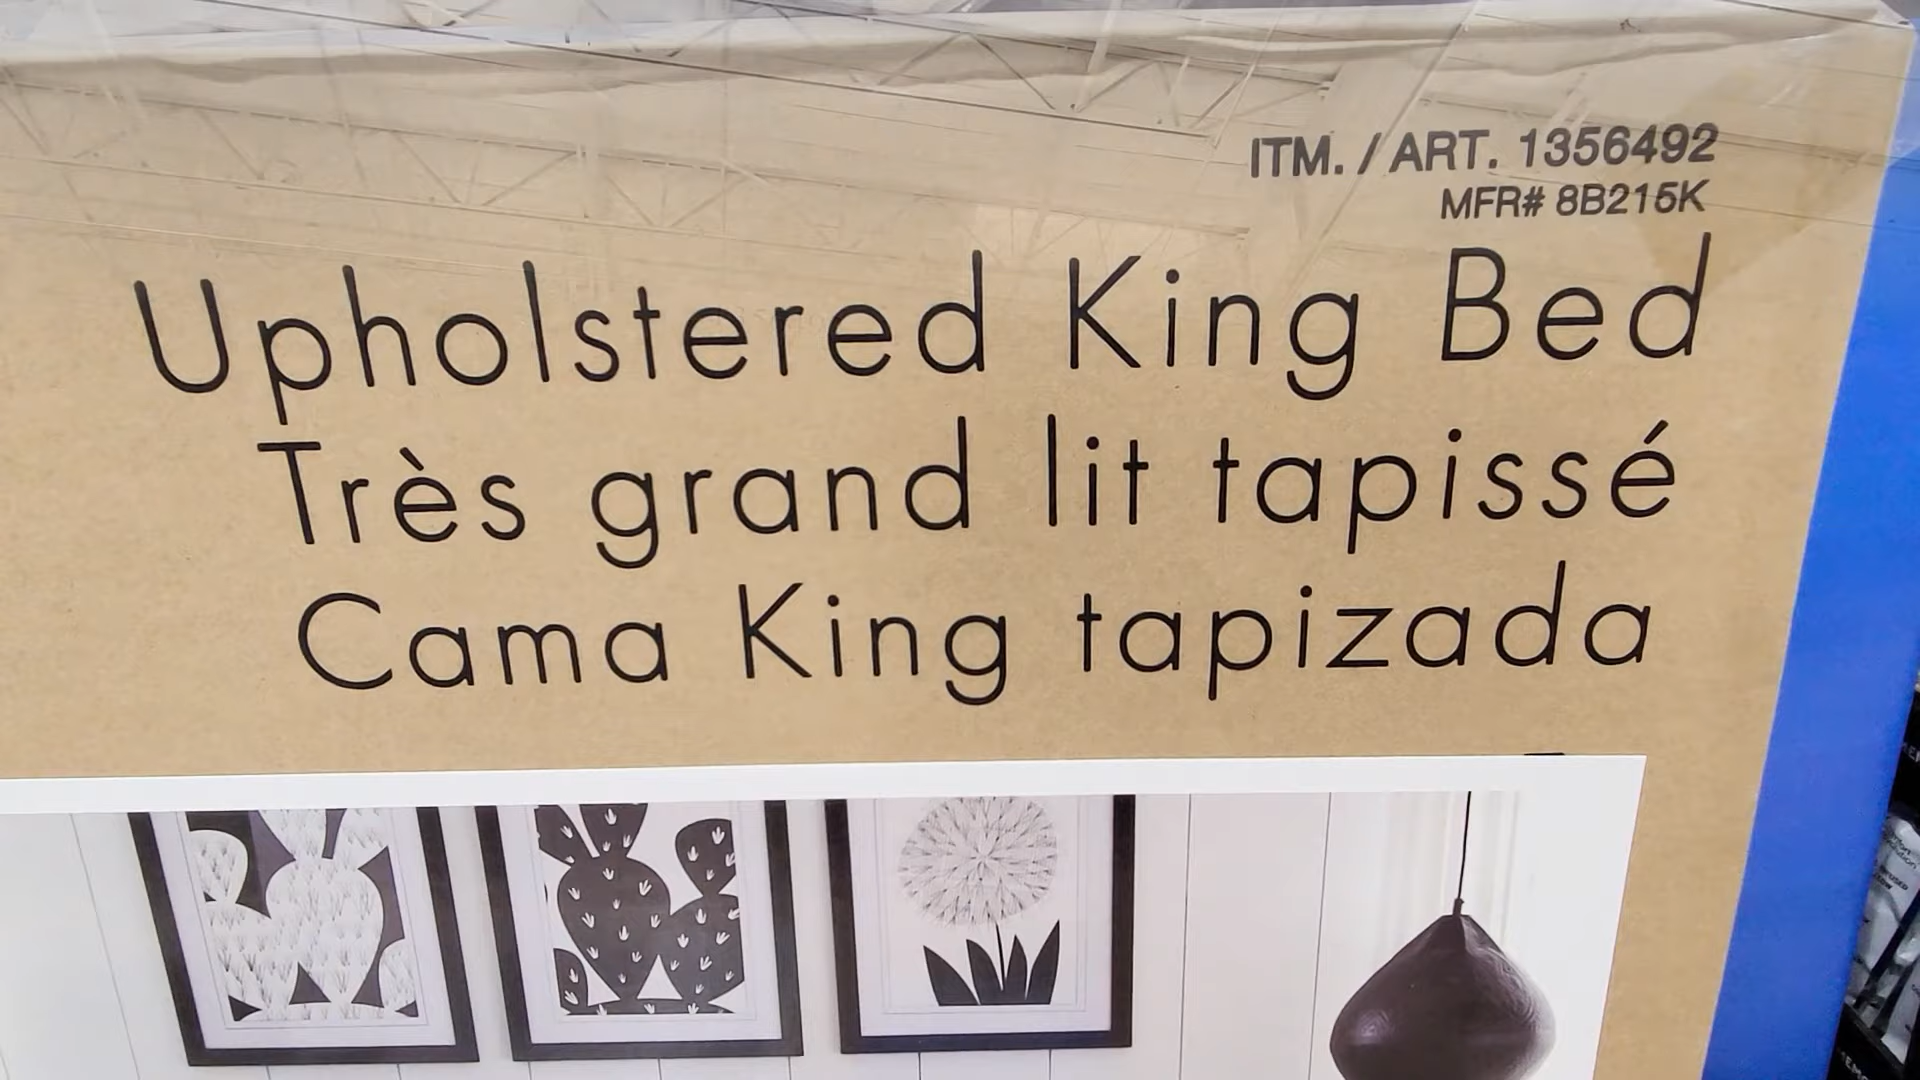 ITM. / ART. 1356492
MFR# 8B215K
Upholstered King Bed
Très grand lit tapissé
Cama King tapizada